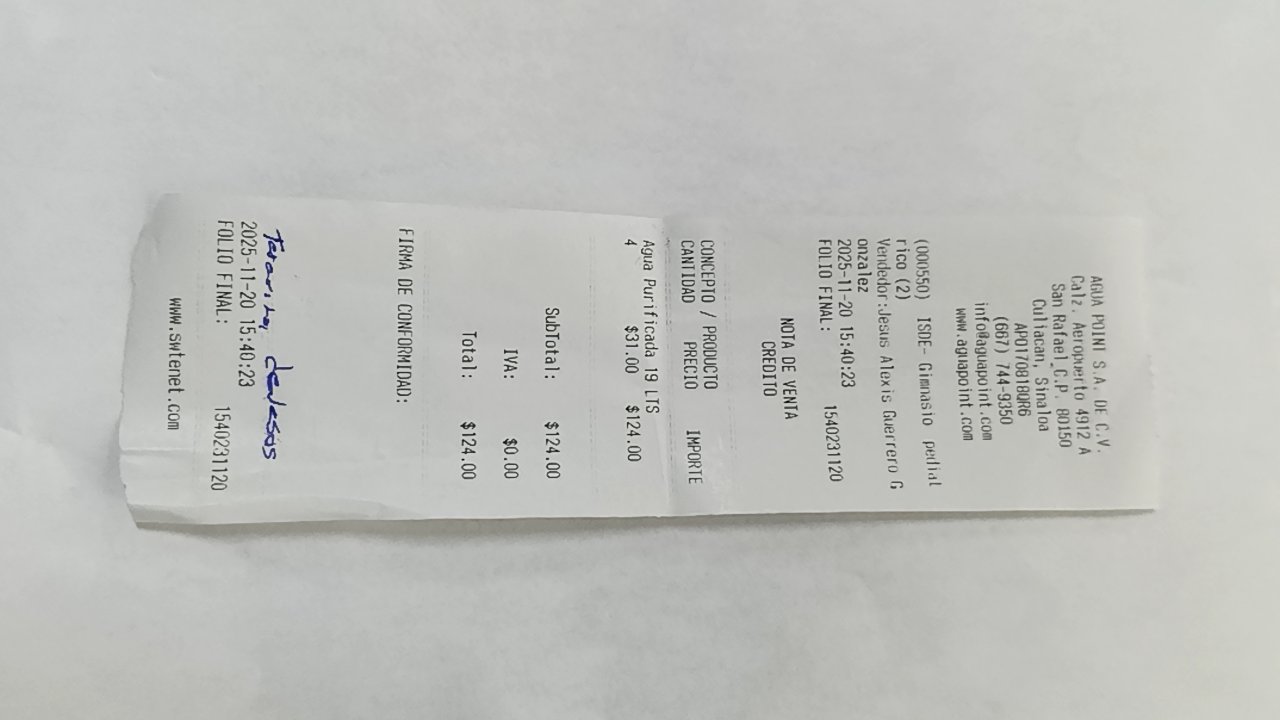 AGUA POINT S.A. DE C.V.
Calz. Aeropuerto 4912 A
San Rafael C.P. 80150
Culiacan, Sinaloa
APO170818QR6
(667) 744-9350
info@aguapoint.com
www.aguapoint.com
(000550) ISDE- Gimnasio pediat
rico (2)
Vendedor:Jesus Alexis Guerrero G
onzalez
2025-11-20 15:40:23
FOLIO FINAL: 1540231120
NOTA DE VENTA
CREDITO
CONCEPTO / PRODUCTO
CANTIDAD PRECIO IMPORTE
Agua Purificada 19 LTS
4 $31.00 $124.00
SubTotal: $124.00
IVA: $0.00
Total: $124.00
FIRMA DE CONFORMIDAD:
2025-11-20 15:40:23
FOLIO FINAL: 1540231120
www.swtenet.com